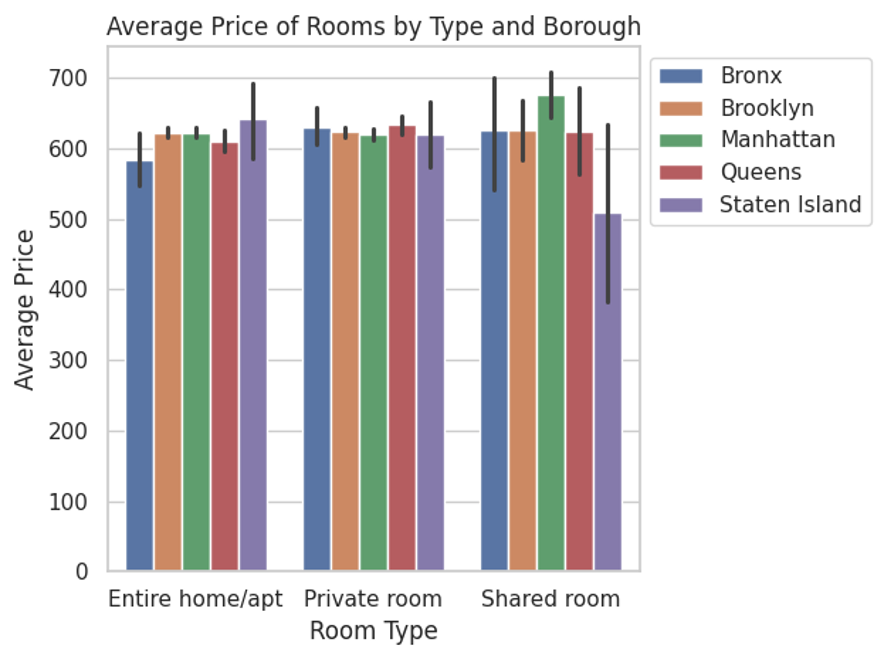 Average Price of Rooms by Type and Borough
700
600
500
400
300
200
100
0
Average Price
Entire home/apt Private room Shared room
Room Type
Bronx
Brooklyn
Manhattan
Queens
Staten Island